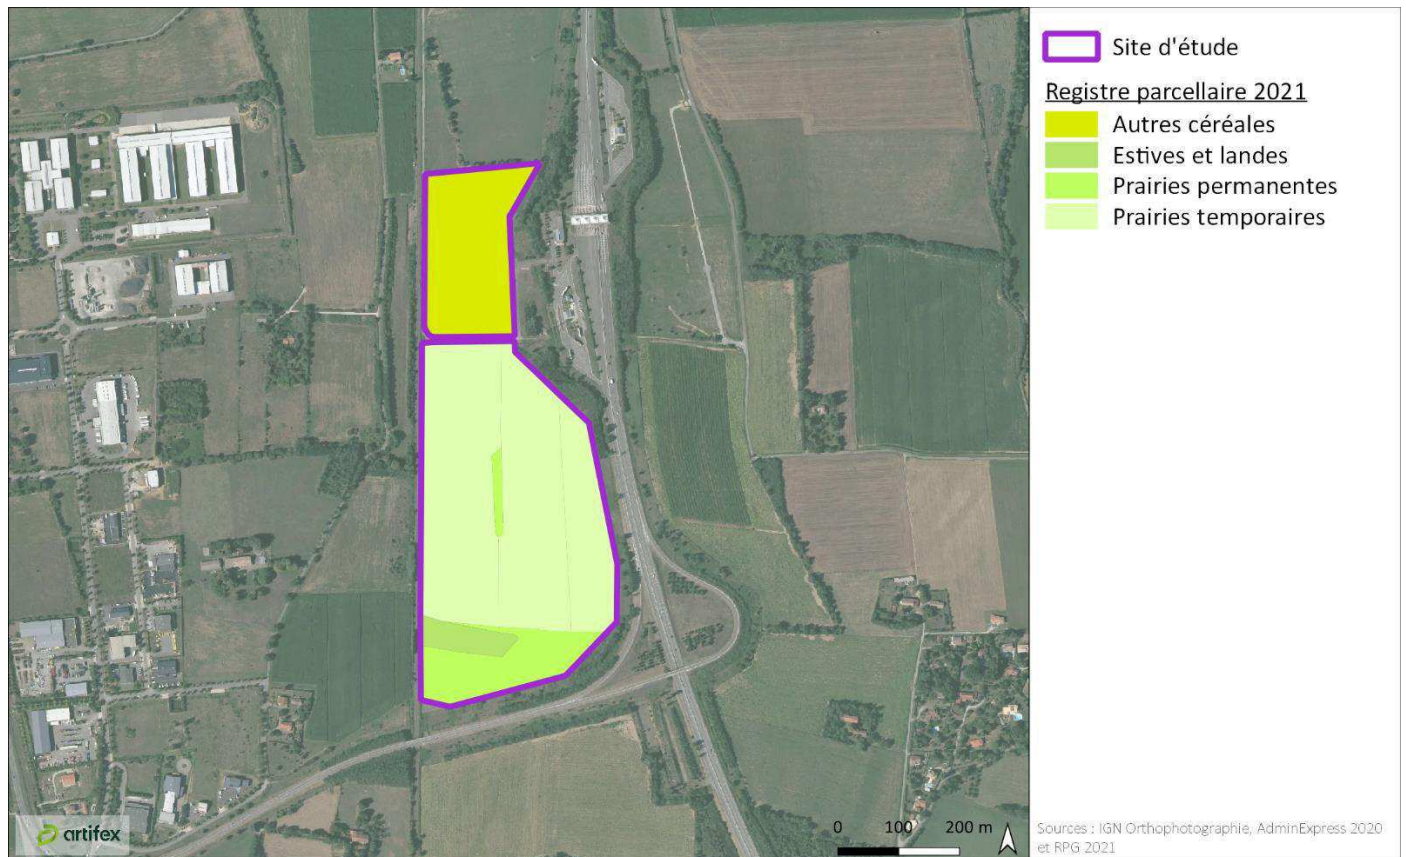 Site d'étude
Registre parcellaire 2021
Autres céréales
Estives et landes
Prairies permanentes
Prairies temporaires
artifex
0 100 200 m
Sources : IGN Orthophotographie, AdminExpress 2020
et RPG 2021